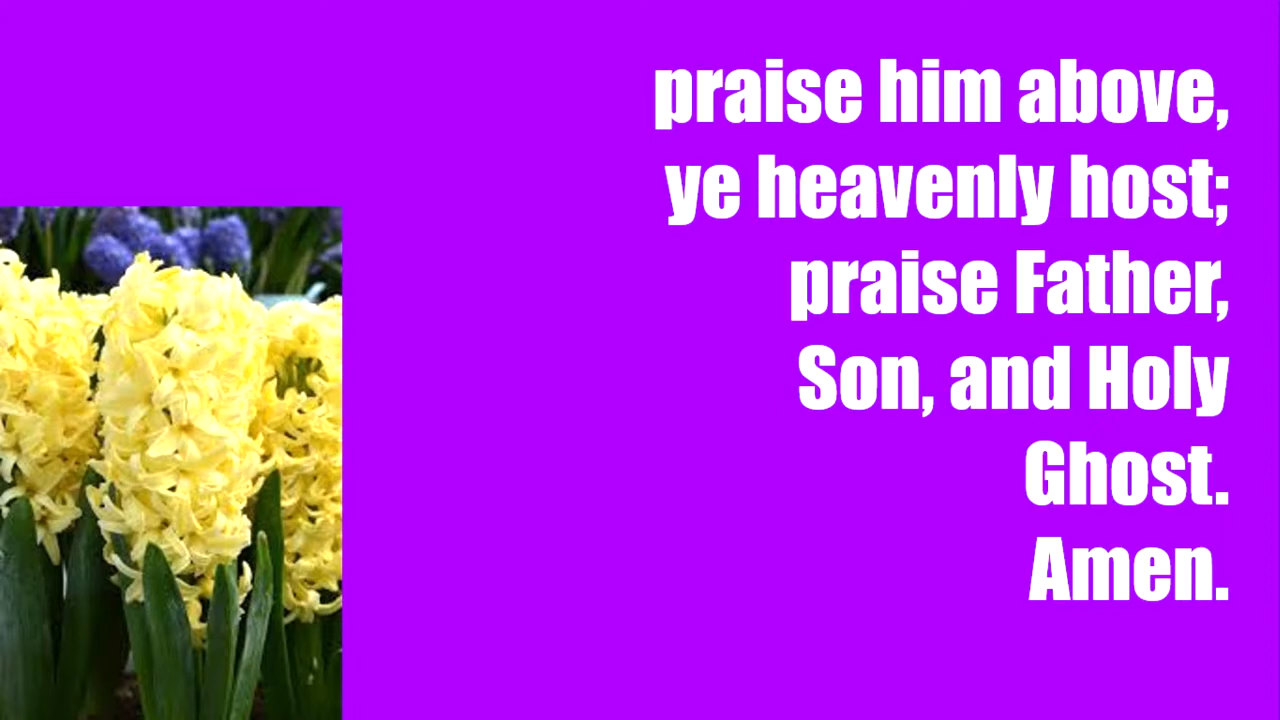 praise him above,
ye heavenly host;
praise Father,
Son, and Holy
Ghost.
Amen.